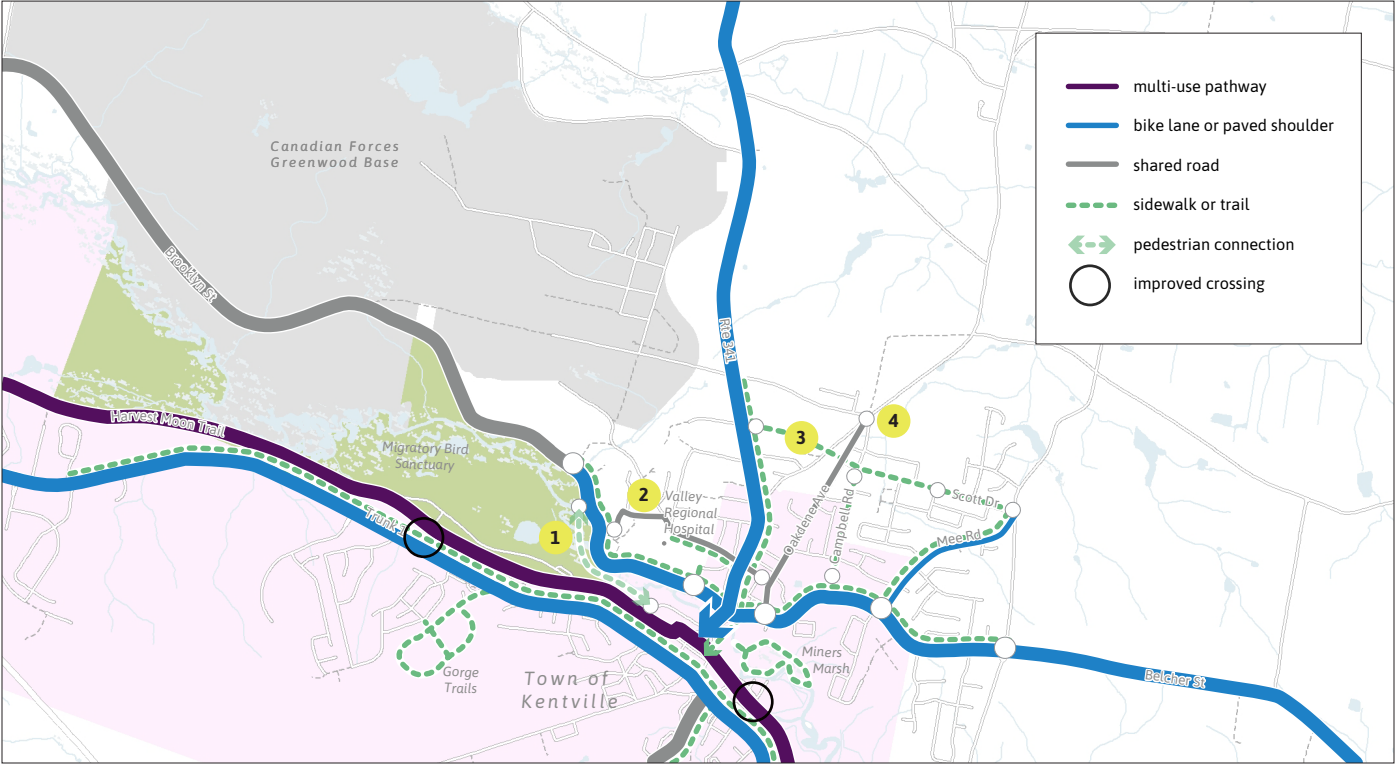 multi-use pathway
bike lane or paved shoulder
shared road
sidewalk or trail
pedestrian connection
improved crossing
Canadian Forces
Greenwood Base
Brooklyn St
Rte 341
Harvest Moon Trail
Migratory Bird
Sanctuary
Trunk
1
2
3
4
Valley
Regional
Hospital
Oakdene Ave
Campbell Rd
Scott Dr
Mee Rd
Gorge
Trails
Town of
Kentville
Miners
Marsh
Belcher St